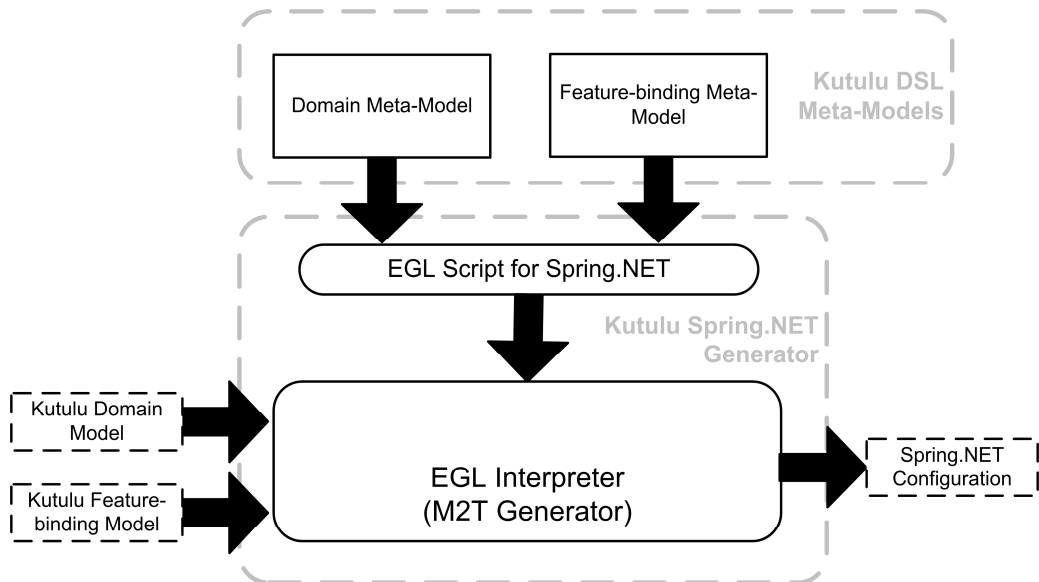 Domain Meta-Model
Feature-binding Meta-
Model
Kutulu DSL
Meta-Models
EGL Script for Spring.NET
Kutulu Spring.NET
Generator
Kutulu Domain
Model
Kutulu Feature-
binding Model
EGL Interpreter
(M2T Generator)
Spring.NET
Configuration